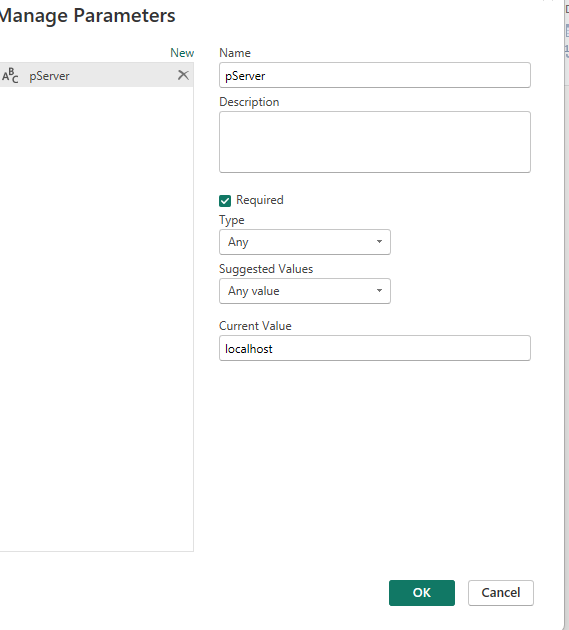 Manage Parameters
New
ABC pServer
Name
pServer
Description
Required
Type
Any
Suggested Values
Any value
Current Value
localhost
OK
Cancel